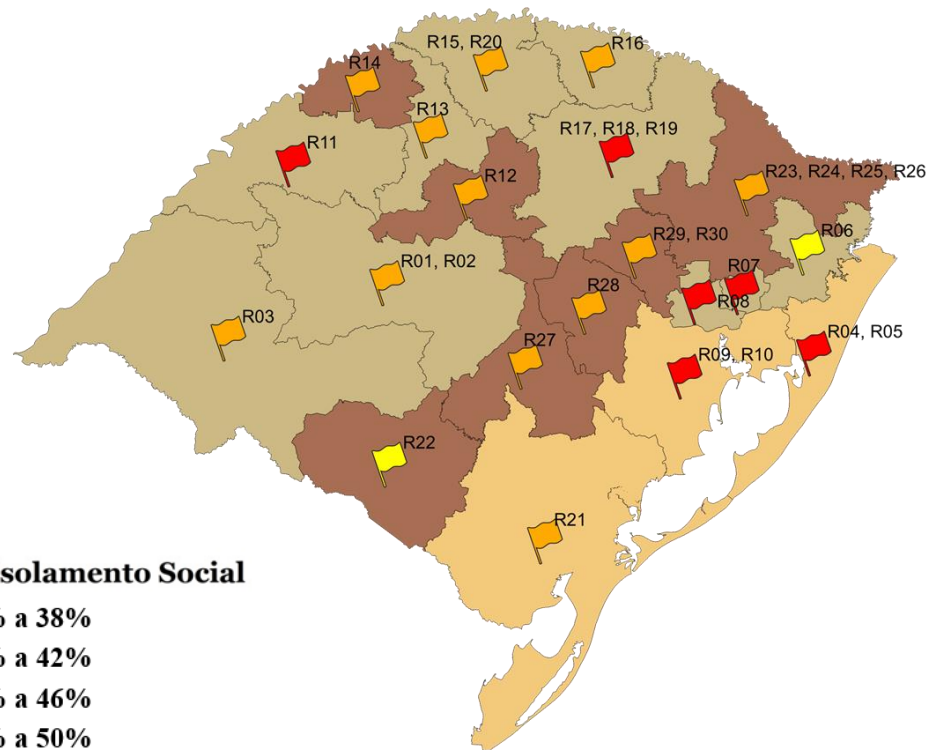 R15, R20
R16
R14
R13
R17, R18, R19
R11
R12
R23, R24, R25, R26
R06
R29, R30
R01, R02
R07
R08
R28
R03
R04, R05
R27
R09, R10
R22
R21
solamento Social
% a 38%
% a 42%
% a 46%
% a 50%